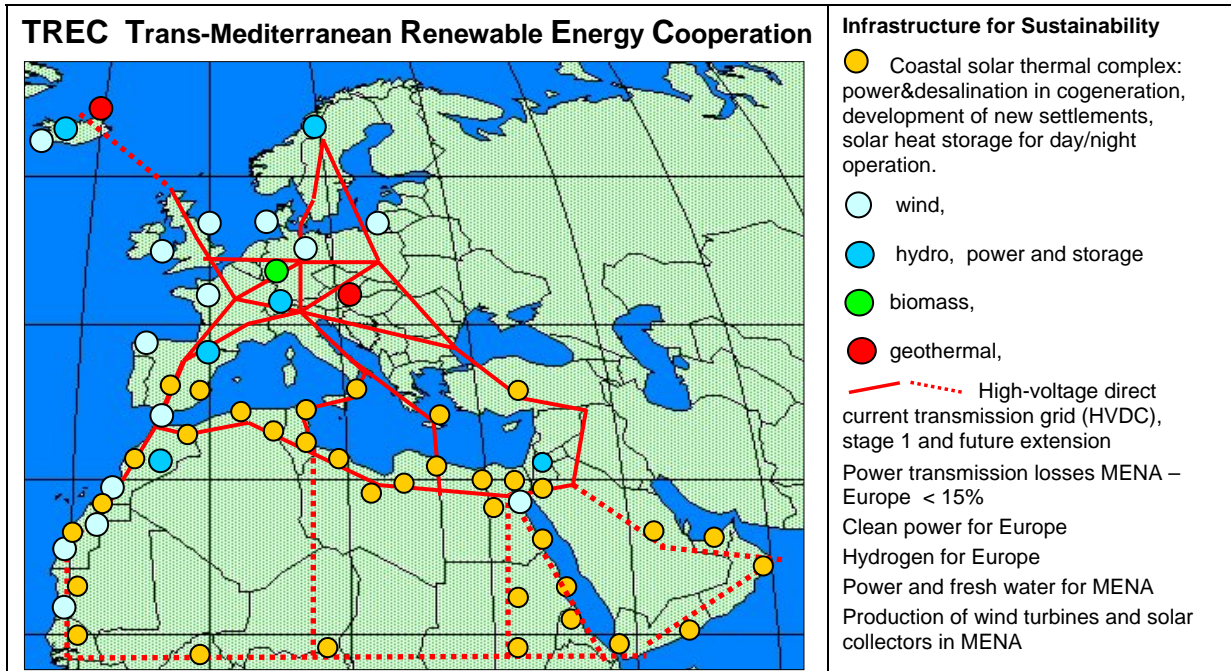 TREC Trans-Mediterranean Renewable Energy Cooperation
Infrastructure for Sustainability
Coastal solar thermal complex:
power&desalination in cogeneration,
development of new settlements,
solar heat storage for day/night
operation.
wind,
hydro, power and storage
biomass,
geothermal,
High-voltage direct
current transmission grid (HVDC),
stage 1 and future extension
Power transmission losses MENA –
Europe < 15%
Clean power for Europe
Hydrogen for Europe
Power and fresh water for MENA
Production of wind turbines and solar
collectors in MENA